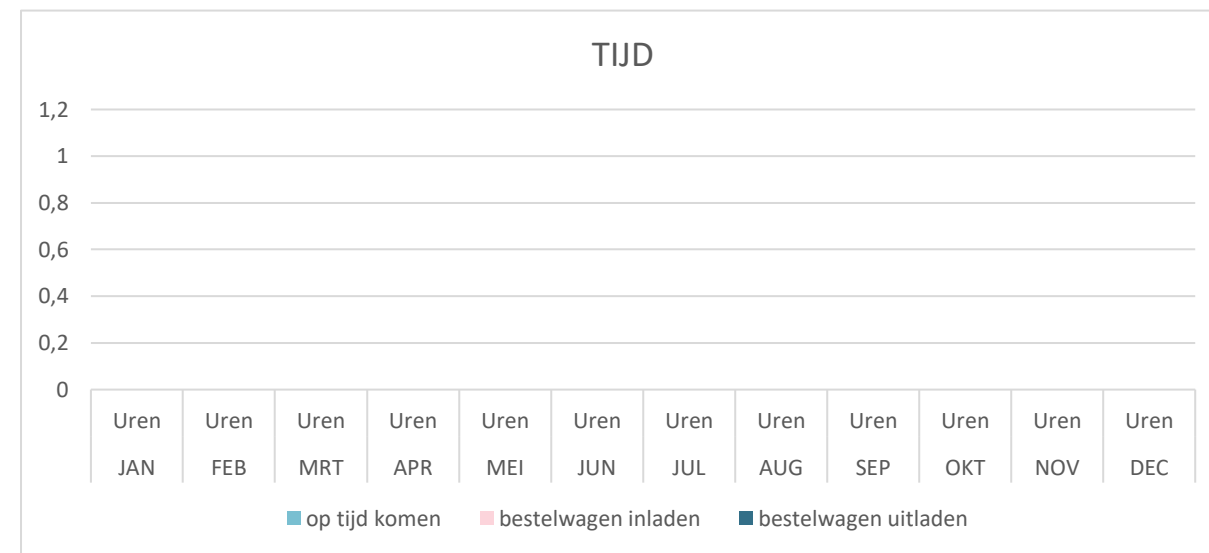 TIJD
1,2
1
0,8
0,6
0,4
0,2
0
Uren Uren Uren Uren Uren Uren Uren Uren Uren Uren Uren Uren
JAN FEB MRT APR MEI JUN JUL AUG SEP OKT NOV DEC
op tijd komen bestelwagen inladen bestelwagen uitladen